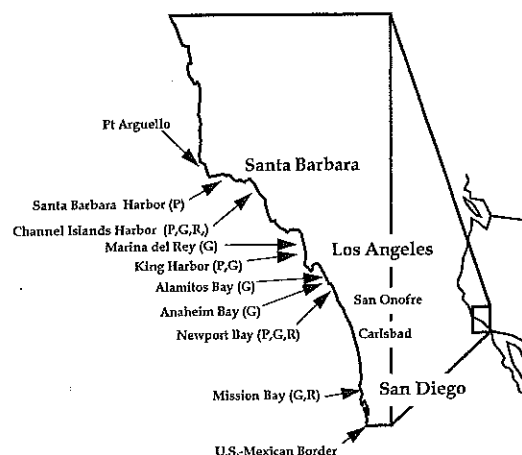 Pt Arguello
Santa Barbara
Santa Barbara Harbor (P)
Channel Islands Harbor (P,G,R,)
Marina del Rey (G)
Los Angeles
King Harbor (P,G)
Alamitos Bay (G)
San Onofre
Anaheim Bay (G)
Newport Bay (P,G,R)
Carlsbad
San Diego
Mission Bay (G,R)
U.S.-Mexican Border